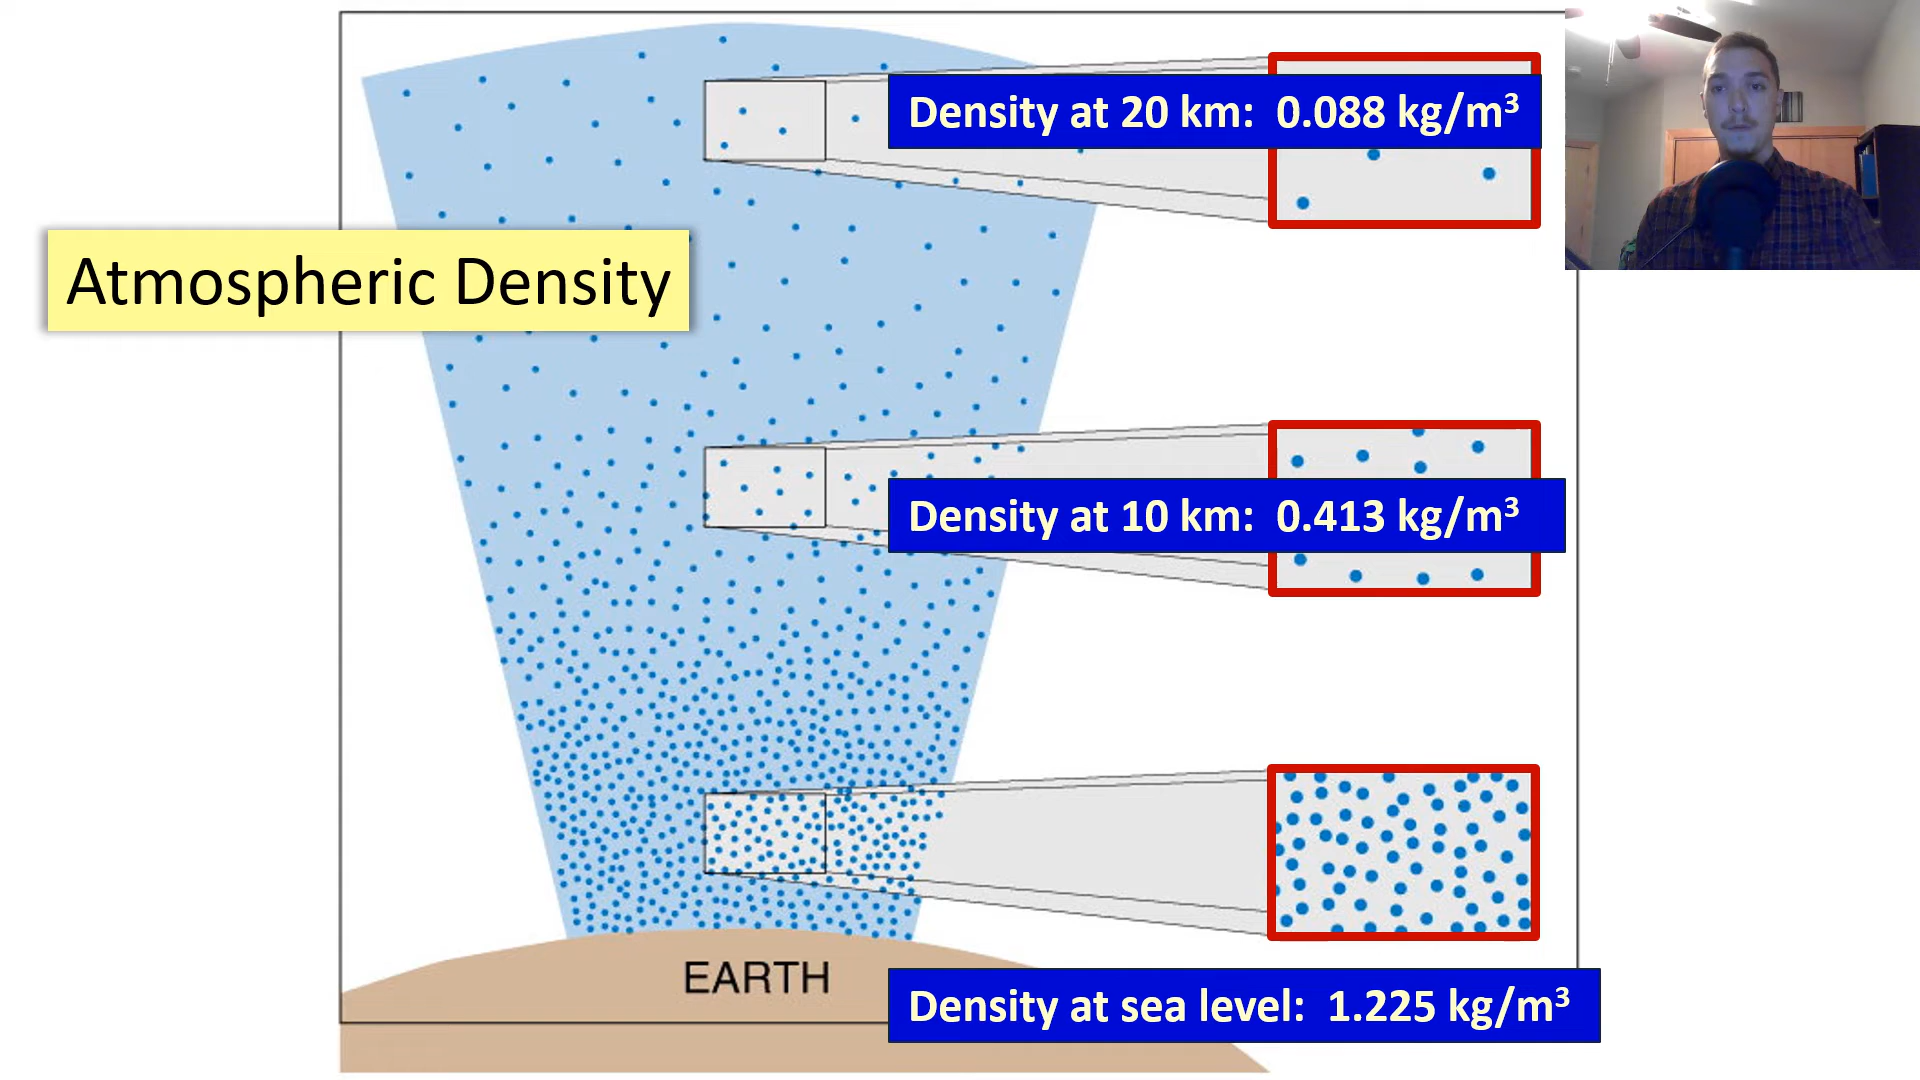 Density at 20 km: 0.088 kg/m³
Atmospheric Density
Density at 10 km: 0.413 kg/m³
EARTH
Density at sea level: 1.225 kg/m³